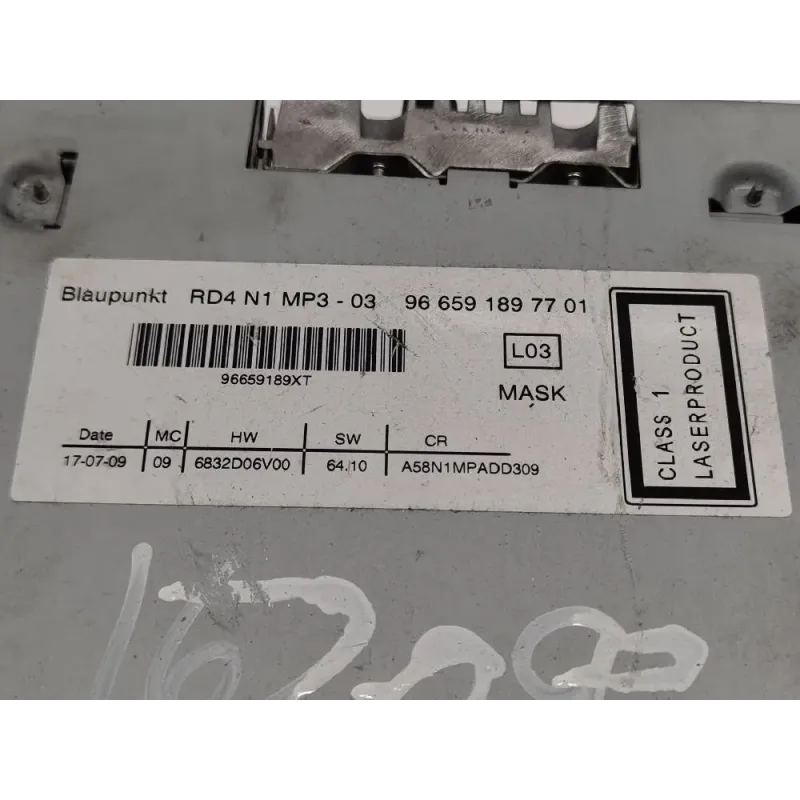 Blaupunkt RD4 N1 MP3 - 03 96 659 189 77 01
96659189XT
L03
MASK
Date MC HW SW CR
17-07-09 09 6832D06V00 64.10 A58N1MPADD309
CLASS 1
LASERPRODUCT